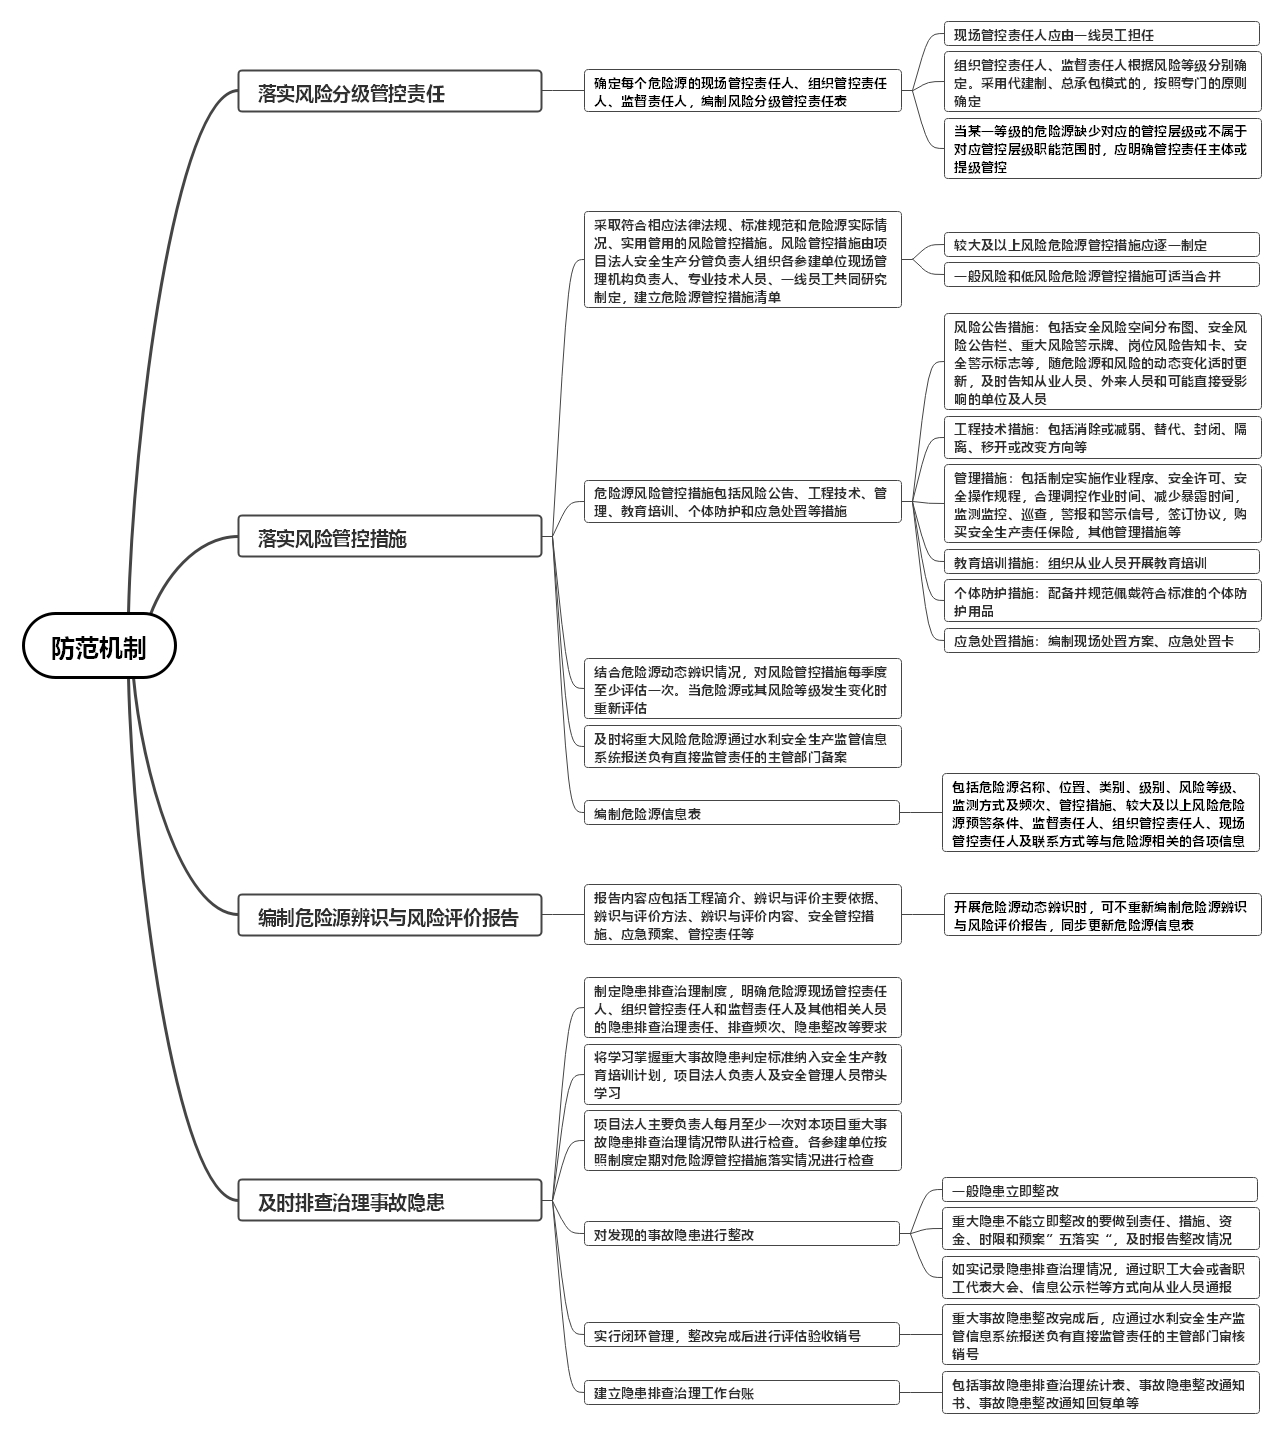 防范机制
落实风险分级管控责任
确定每个危险源的现场管控责任人、组织管控责任
人、监督责任人，编制风险分级管控责任表
现场管控责任人应由一线员工担任
组织管控责任人、监督责任人根据风险等级分别确
定。采用代建制、总承包模式的，按照专门的原则
确定
当某一等级的危险源缺少对应的管控层级或不属于
对应管控层级职能范围时，应明确管控责任主体或
提级管控
落实风险管控措施
采取符合相应法律法规、标准规范和危险源实际情
况、实用管用的风险管控措施。风险管控措施由项
目法人安全生产分管负责人组织各参建单位现场管
理机构负责人、专业技术人员、一线员工共同研究
制定，建立危险源管控措施清单
较大及以上风险危险源管控措施应逐一制定
一般风险和低风险危险源管控措施可适当合并
危险源风险管控措施包括风险公告、工程技术、管
理、教育培训、个体防护和应急处置等措施
风险公告措施：包括安全风险空间分布图、安全风
险公告栏、重大风险警示牌、岗位风险告知卡、安
全警示标志等，随危险源和风险的动态变化适时更
新，及时告知从业人员、外来人员和可能直接受影
响的单位及人员
工程技术措施：包括消除或减弱、替代、封闭、隔
离、移开或改变方向等
管理措施：包括制定实施作业程序、安全许可、安
全操作规程，合理调控作业时间、减少暴露时间，
监测监控、巡查，警报和警示信号，签订协议，购
买安全生产责任保险，其他管理措施等
教育培训措施：组织从业人员开展教育培训
个体防护措施：配备并规范佩戴符合标准的个体防
护用品
应急处置措施：编制现场处置方案、应急处置卡
结合危险源动态辨识情况，对风险管控措施每季度
至少评估一次。当危险源或其风险等级发生变化时
重新评估
及时将重大风险危险源通过水利安全生产监管信息
系统报送负有直接监管责任的主管部门备案
编制危险源信息表
包括危险源名称、位置、类别、级别、风险等级、
监测方式及频次、管控措施、较大及以上风险危险
源预警条件、监督责任人、组织管控责任人、现场
管控责任人及联系方式等与危险源相关的各项信息
编制危险源辨识与风险评价报告
报告内容应包括工程简介、辨识与评价主要依据、
辨识与评价方法、辨识与评价内容、安全管控措
施、应急预案、管控责任等
开展危险源动态辨识时，可不重新编制危险源辨识
与风险评价报告，同步更新危险源信息表
及时排查治理事故隐患
制定隐患排查治理制度，明确危险源现场管控责任
人、组织管控责任人和监督责任人及其他相关人员
的隐患排查治理责任、排查频次、隐患整改等要求
将学习掌握重大事故隐患判定标准纳入安全生产教
育培训计划，项目法人负责人及安全管理人员带头
学习
项目法人主要负责人每月至少一次对本项目重大事
故隐患排查治理情况带队进行检查。各参建单位按
照制度定期对危险源管控措施落实情况进行检查
对发现的事故隐患进行整改
一般隐患立即整改
重大隐患不能立即整改的要做到责任、措施、资
金、时限和预案”五落实“，及时报告整改情况
如实记录隐患排查治理情况，通过职工大会或者职
工代表大会、信息公示栏等方式向从业人员通报
实行闭环管理，整改完成后进行评估验收销号
重大事故隐患整改完成后，应通过水利安全生产监
管信息系统报送负有直接监管责任的主管部门审核
销号
建立隐患排查治理工作台账
包括事故隐患排查治理统计表、事故隐患整改通知
书、事故隐患整改通知回复单等